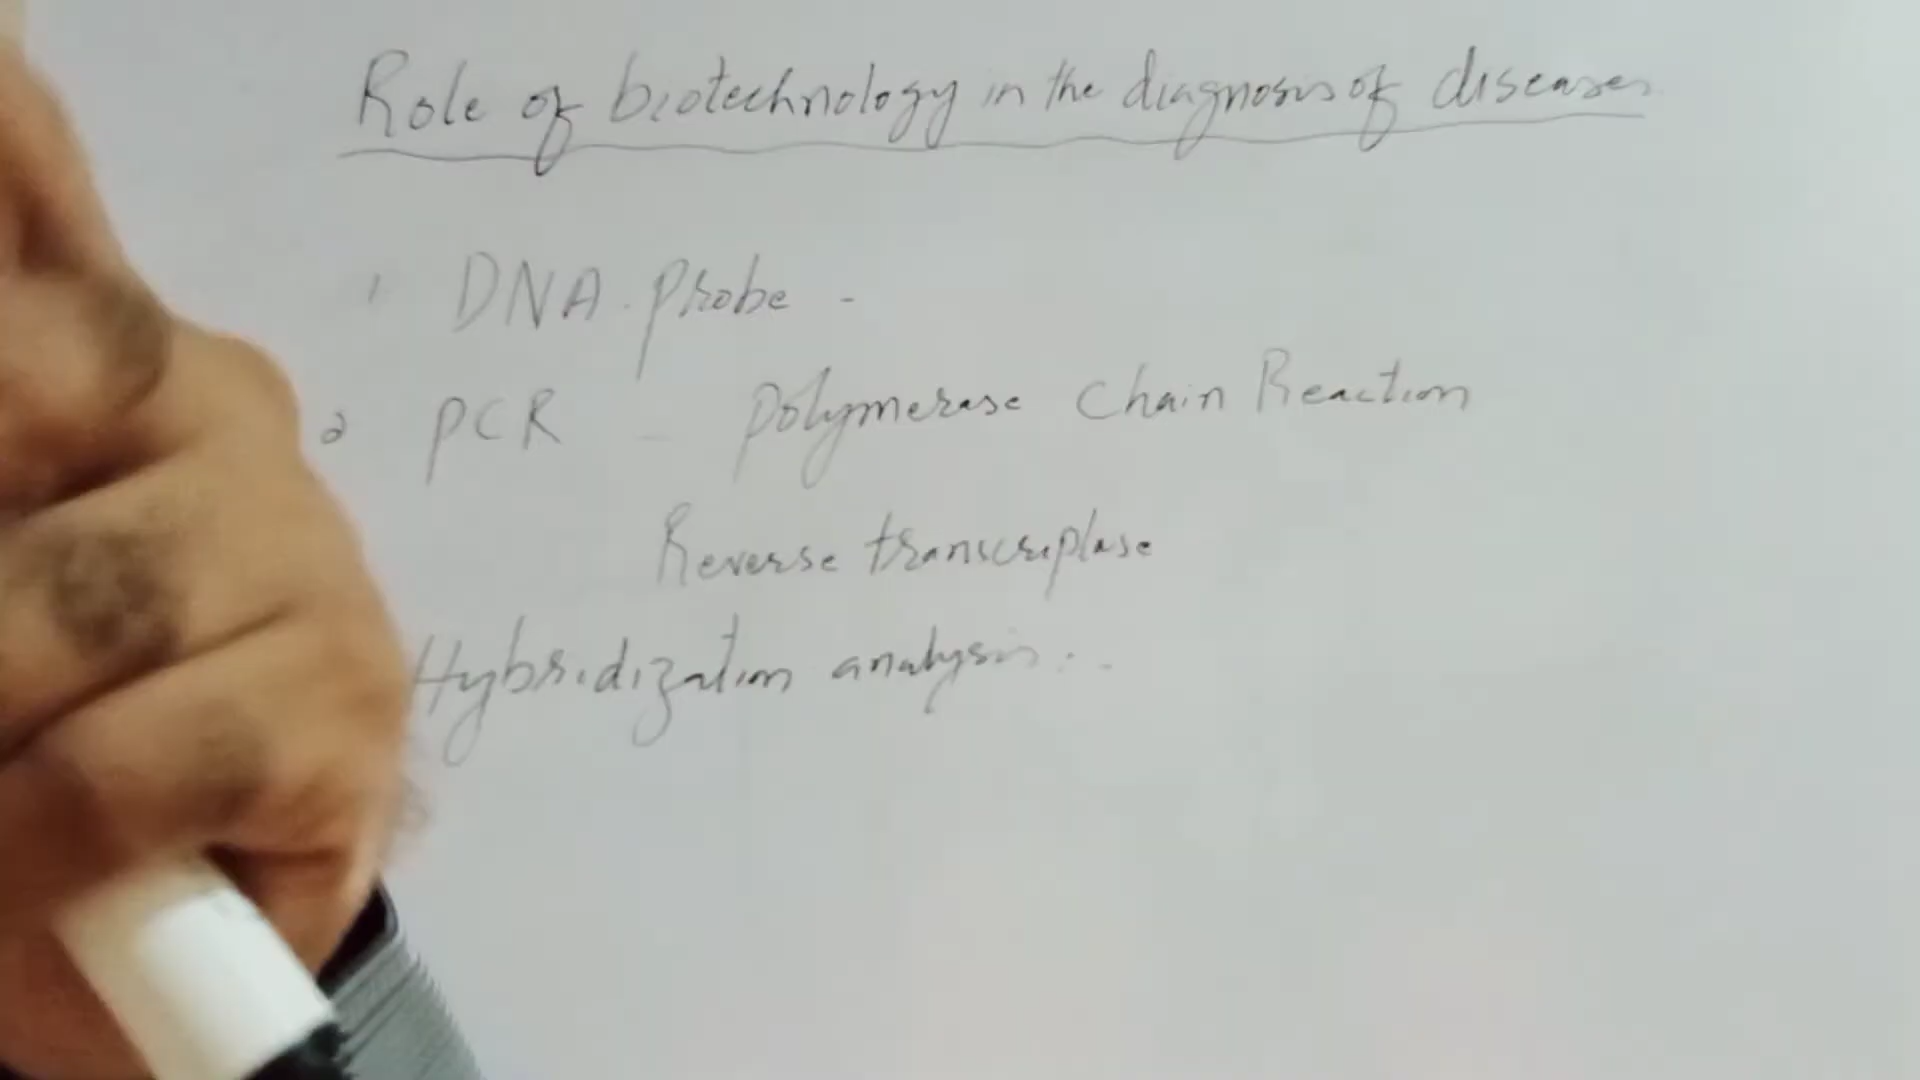 Role of biotechnology in the diagnosis of diseases
1 DNA. Probe -
2 PCR - Polymerase Chain Reaction
Reverse transcriptase
Hybridization analysis..